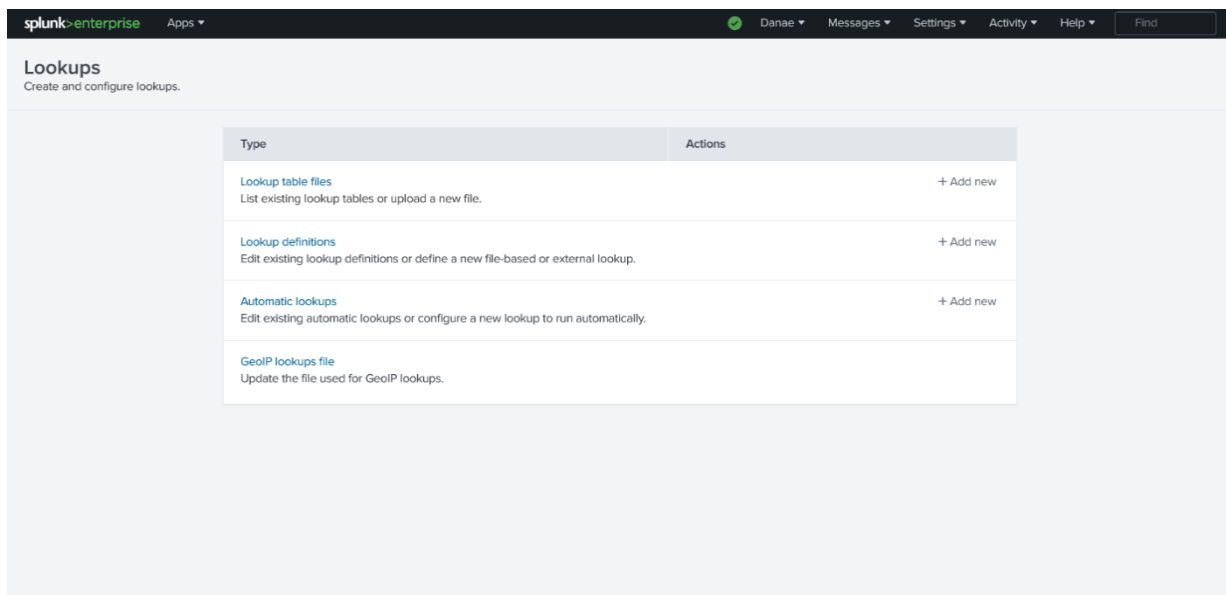 splunk>enterprise Apps Danae Messages Settings Activity Help Find
Lookups
Create and configure lookups.
Type Actions
Lookup table files + Add new
List existing lookup tables or upload a new file.
Lookup definitions + Add new
Edit existing lookup definitions or define a new file-based or external lookup.
Automatic lookups + Add new
Edit existing automatic lookups or configure a new lookup to run automatically.
GeoIP lookups file
Update the file used for GeoIP lookups.